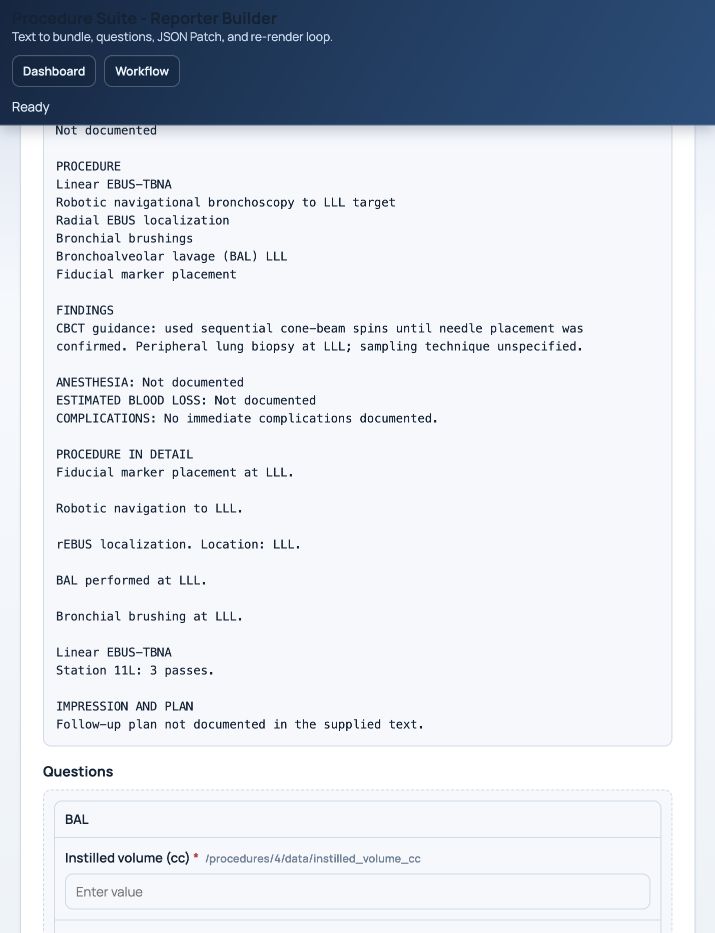 Procedure Suite - Reporter Builder
Text to bundle, questions, JSON Patch, and re-render loop.
Dashboard
Workflow
Ready
Not documented
PROCEDURE
Linear EBUS-TBNA
Robotic navigational bronchoscopy to LLL target
Radial EBUS localization
Bronchial brushings
Bronchoalveolar lavage (BAL) LLL
Fiducial marker placement
FINDINGS
CBCT guidance: used sequential cone-beam spins until needle placement was
confirmed. Peripheral lung biopsy at LLL; sampling technique unspecified.
ANESTHESIA: Not documented
ESTIMATED BLOOD LOSS: Not documented
COMPLICATIONS: No immediate complications documented.
PROCEDURE IN DETAIL
Fiducial marker placement at LLL.
Robotic navigation to LLL.
rEBUS localization. Location: LLL.
BAL performed at LLL.
Bronchial brushing at LLL.
Linear EBUS-TBNA
Station 11L: 3 passes.
IMPRESSION AND PLAN
Follow-up plan not documented in the supplied text.
Questions
BAL
Instilled volume (cc) * /procedures/4/data/instilled_volume_cc
Enter value